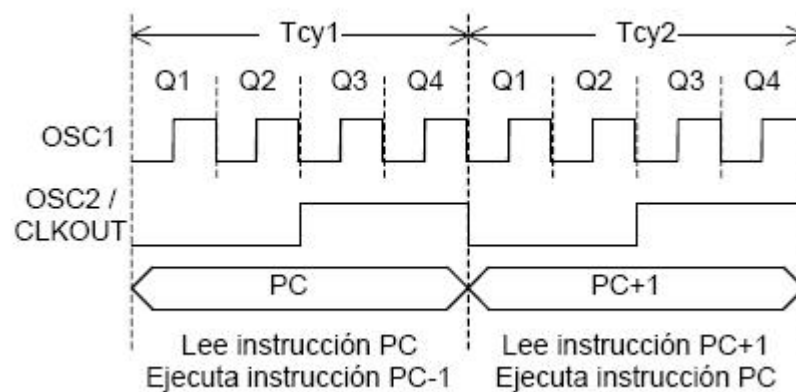 Tcy1 Tcy2
Q1 Q2 Q3 Q4 Q1 Q2 Q3 Q4
OSC1
OSC2 /
CLKOUT
PC PC+1
Lee instrucción PC Lee instrucción PC+1
Ejecuta instrucción PC-1 Ejecuta instrucción PC